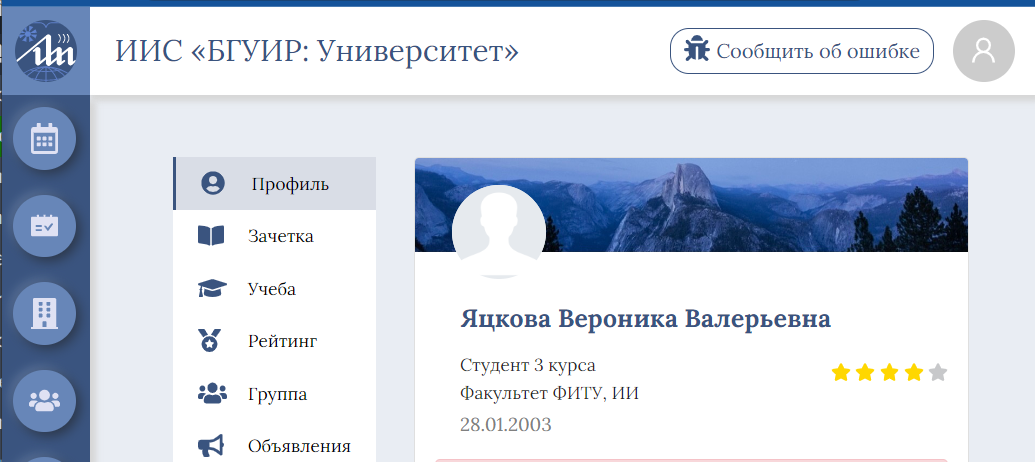 ИИС «БГУИР: Университет»
Сообщить об ошибке
Профиль
Зачетка
Учеба
Рейтинг
Группа
Объявления
Яцкова Вероника Валерьевна
Студент 3 курса
Факультет ФИТУ, ИИ
28.01.2003